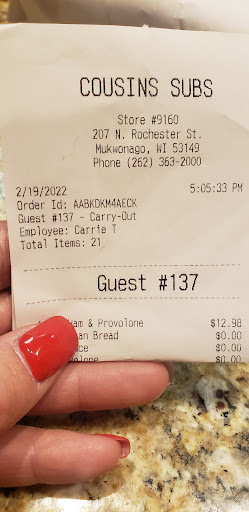 COUSINS SUBS
Store #9160
207 N. Rochester St.
Mukwonago, WI 53149
Phone (262) 363-2000
2/19/2022 5:05:33 PM
Order Id: AABKDKM4AECK
Guest #137 - Carry-Out
Employee: Carrie T
Total Items: 21
Guest #137
& Provolone $12.98
Bread $0.00
$0.00
$0.00